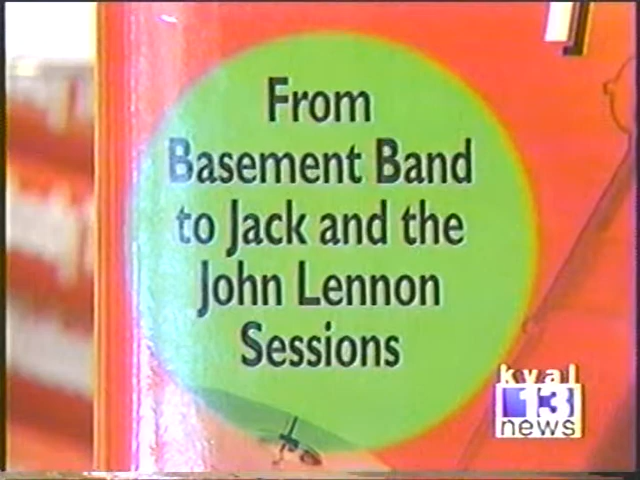 From
Basement Band
to Jack and the
John Lennon
Sessions
kval
13
news